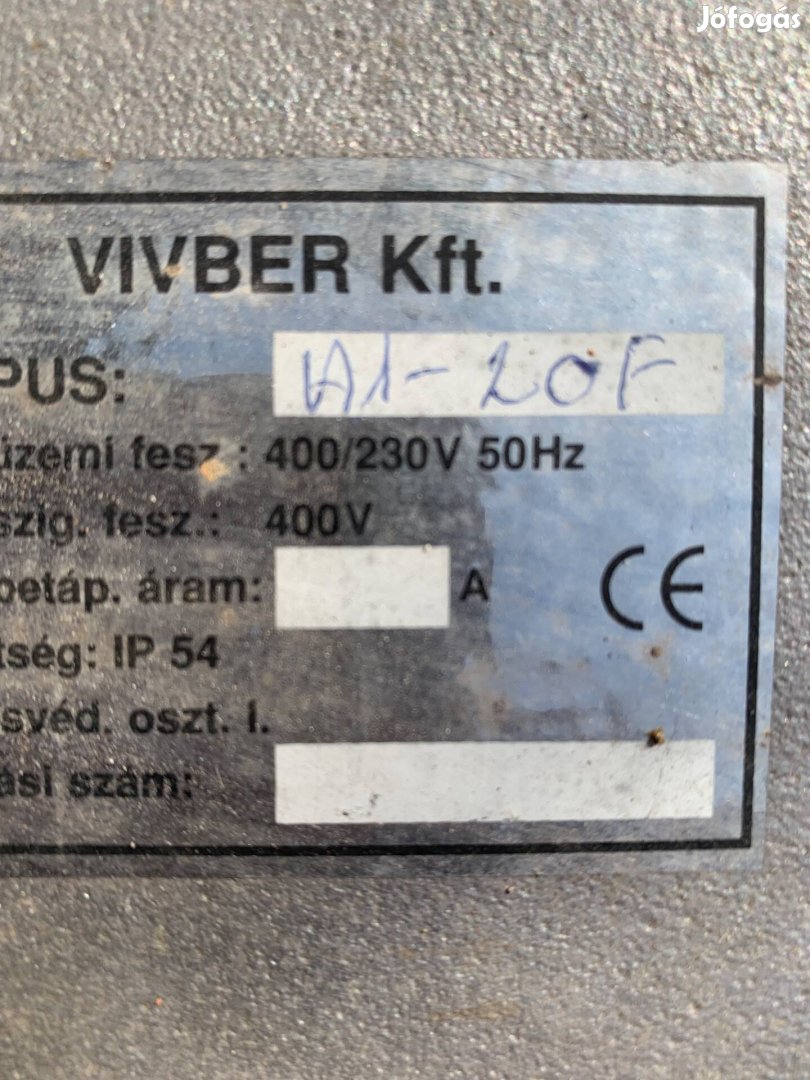 Jófogás
VIVBER Kft.
PUS: VA1-20F
üzemi fesz.: 400/230V 50Hz
szig. fesz.: 400V
betáp. áram: A CE
tség: IP 54
svéd. oszt. I.
ási szám: